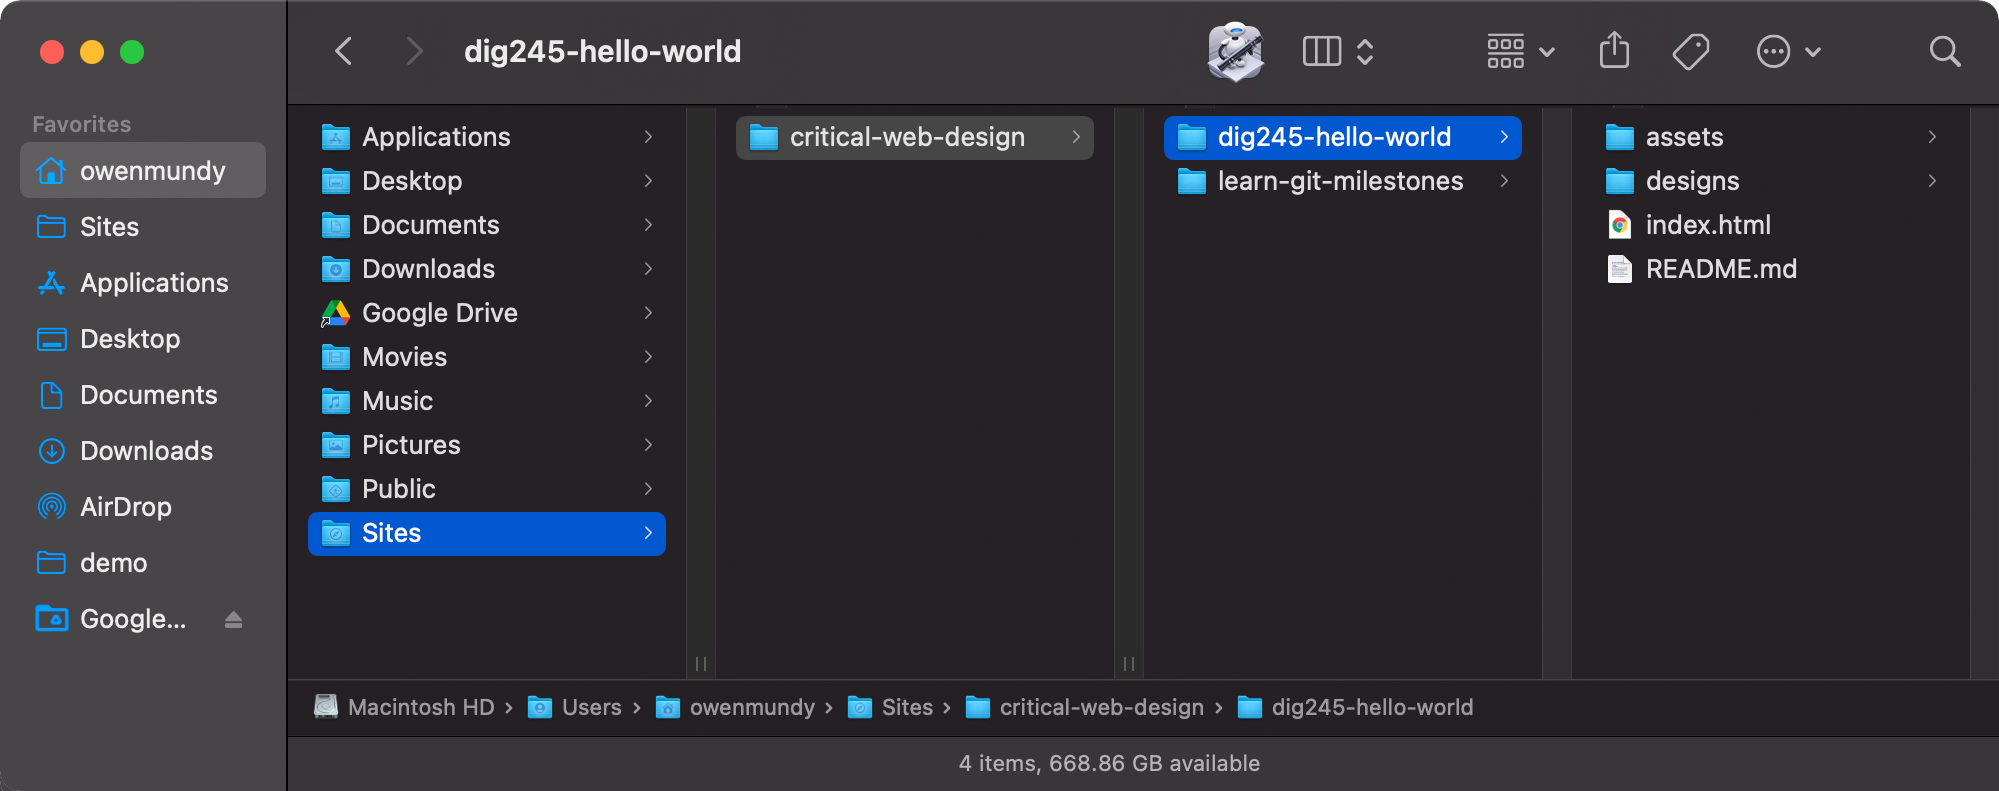 dig245-hello-world
Favorites
owenmundy
Sites
Applications
Desktop
Documents
Downloads
AirDrop
demo
Google...
Applications
Desktop
Documents
Downloads
Google Drive
Movies
Music
Pictures
Public
Sites
critical-web-design
dig245-hello-world
learn-git-milestones
assets
designs
index.html
README.md
Macintosh HD › Users › owenmundy › Sites › critical-web-design › dig245-hello-world
4 items, 668.86 GB available